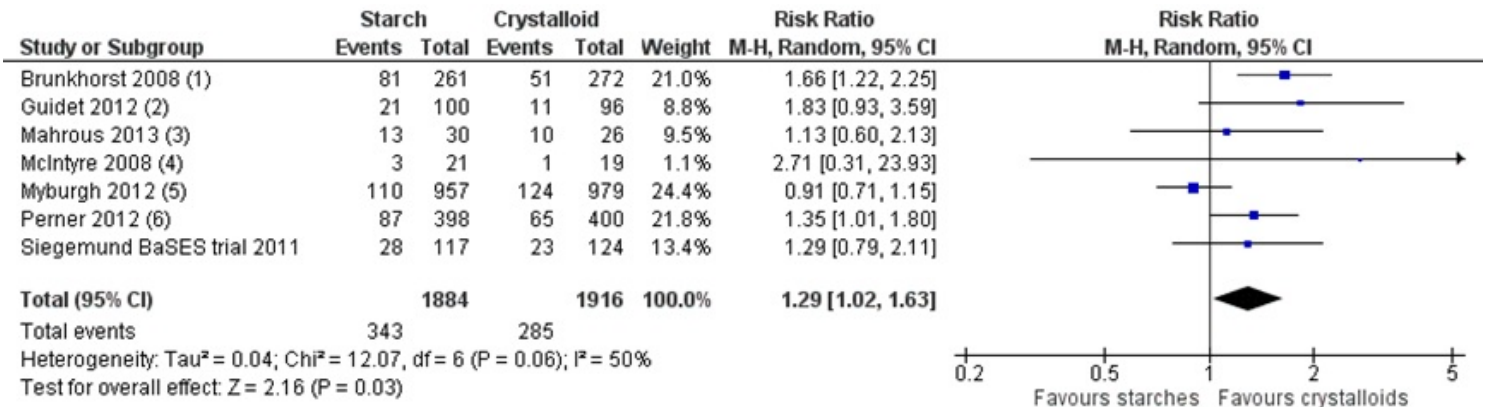 Starch Crystalloid Risk Ratio Risk Ratio
Study or Subgroup Events Total Events Total Weight M-H, Random, 95% CI M-H, Random, 95% CI
Brunkhorst 2008 (1) 81 261 51 272 21.0% 1.66 [1.22, 2.25]
Guidet 2012 (2) 21 100 11 96 8.8% 1.83 [0.93, 3.59]
Mahrous 2013 (3) 13 30 10 26 9.5% 1.13 [0.60, 2.13]
McIntyre 2008 (4) 3 21 1 19 1.1% 2.71 [0.31, 23.93]
Myburgh 2012 (5) 110 957 124 979 24.4% 0.91 [0.71, 1.15]
Perner 2012 (6) 87 398 65 400 21.8% 1.35 [1.01, 1.80]
Siegemund BaSES trial 2011 28 117 23 124 13.4% 1.29 [0.79, 2.11]
Total (95% CI) 1884 1916 100.0% 1.29 [1.02, 1.63]
Total events 343 285
Heterogeneity: Tau² = 0.04; Chi² = 12.07, df = 6 (P = 0.06); I² = 50%
Test for overall effect: Z = 2.16 (P = 0.03)
0.2 0.5 1 2 5
Favours starches Favours crystalloids